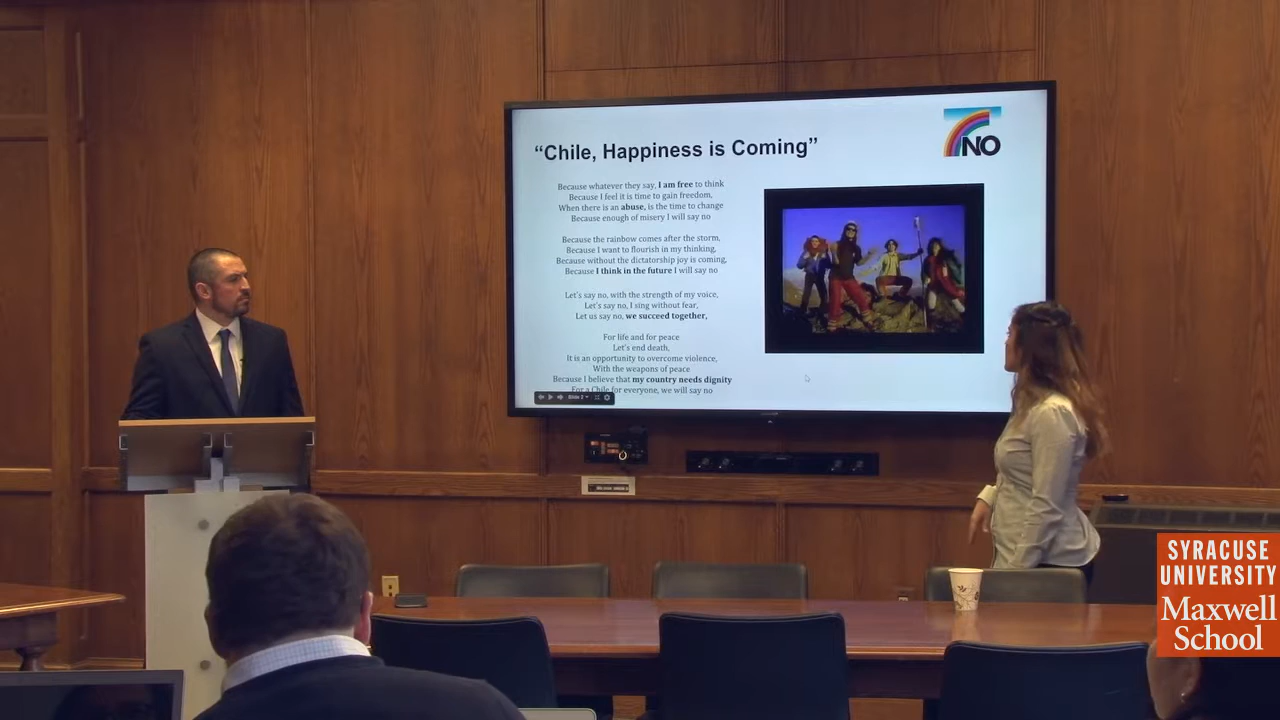 NO
“Chile, Happiness is Coming”
Because whatever they say, I am free to think
Because I feel it is time to gain freedom,
When there is an abuse, is the time to change
Because enough of misery I will say no
Because the rainbow comes after the storm,
Because I want to flourish in my thinking,
Because without the dictatorship joy is coming,
Because I think in the future I will say no
Let's say no, with the strength of my voice,
Let's say no, I sing without fear,
Let us say no, we succeed together,
For life and for peace
Let's end death,
It is an opportunity to overcome violence,
With the weapons of peace
Because I believe that my country needs dignity
For a Chile for everyone, we will say no
Slide 2
SYRACUSE
UNIVERSITY
Maxwell
School